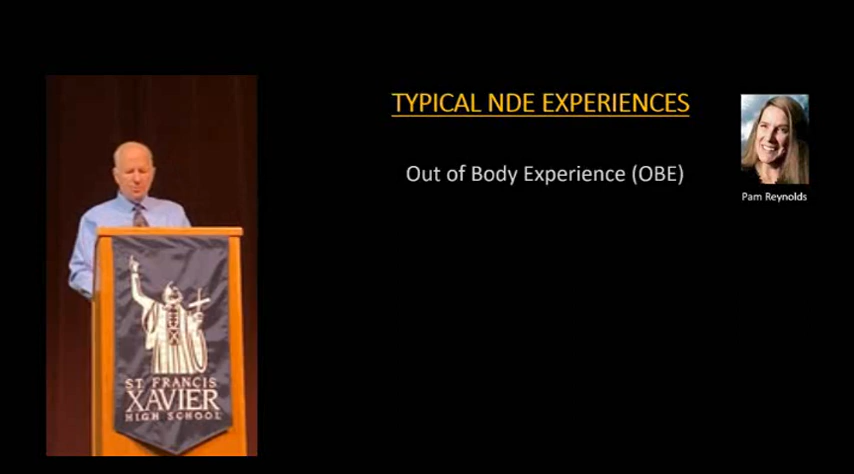 TYPICAL NDE EXPERIENCES
Out of Body Experience (OBE)
Pam Reynolds
ST. FRANCIS
XAVIER
HIGH SCHOOL